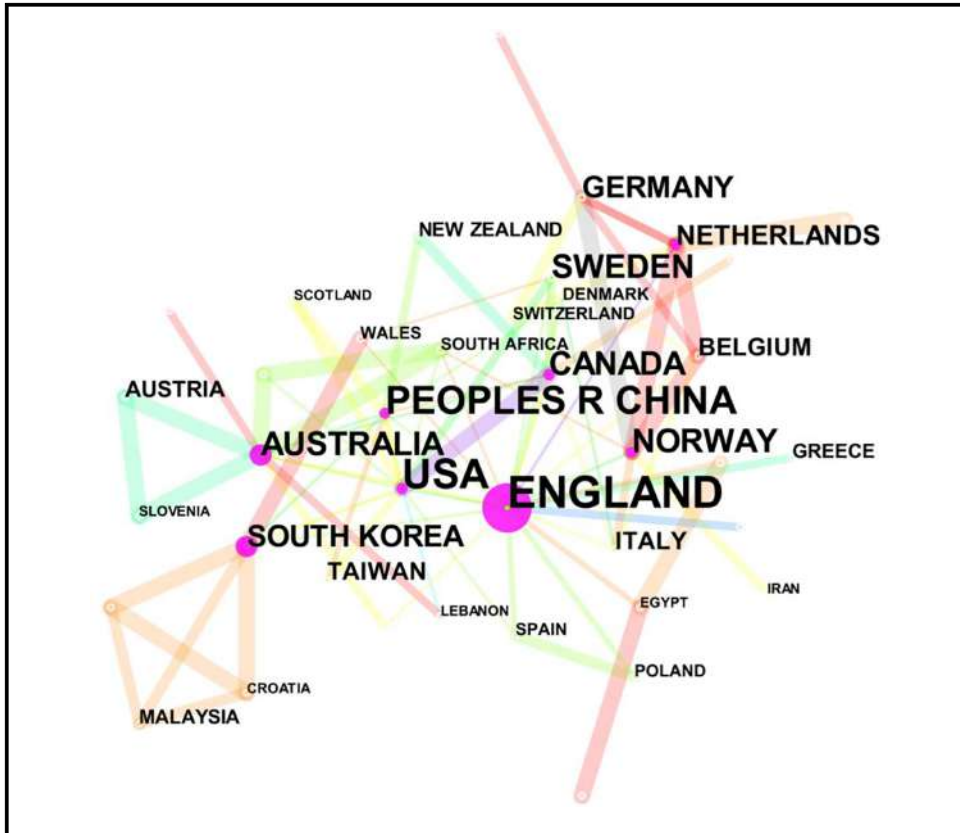 GERMANY
NEW ZEALAND
NETHERLANDS
SWEDEN
SCOTLAND
DENMARK
SWITZERLAND
WALES
SOUTH AFRICA
BELGIUM
CANADA
AUSTRIA
PEOPLES R CHINA
AUSTRALIA
NORWAY
GREECE
USA
ENGLAND
SLOVENIA
SOUTH KOREA
ITALY
TAIWAN
IRAN
LEBANON
EGYPT
SPAIN
POLAND
CROATIA
MALAYSIA